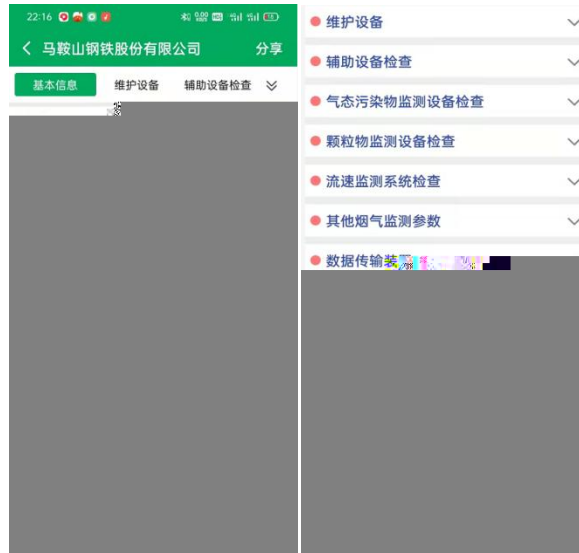 22:16
马鞍山钢铁股份有限公司 分享
基本信息 维护设备 辅助设备检查
维护设备
辅助设备检查
气态污染物监测设备检查
颗粒物监测设备检查
流速监测系统检查
其他烟气监测参数
数据传输装